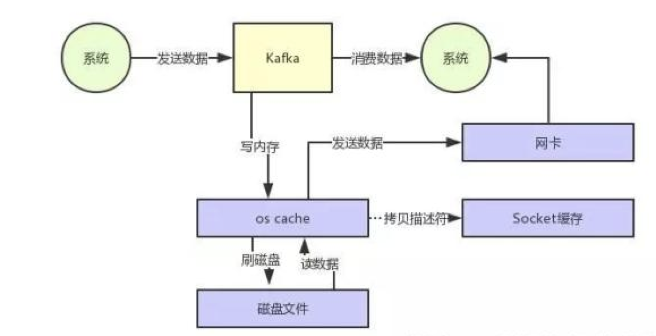 系统
发送数据
Kafka
消费数据
系统
写内存
发送数据
网卡
os cache
拷贝描述符
Socket缓存
刷磁盘
读数据
磁盘文件